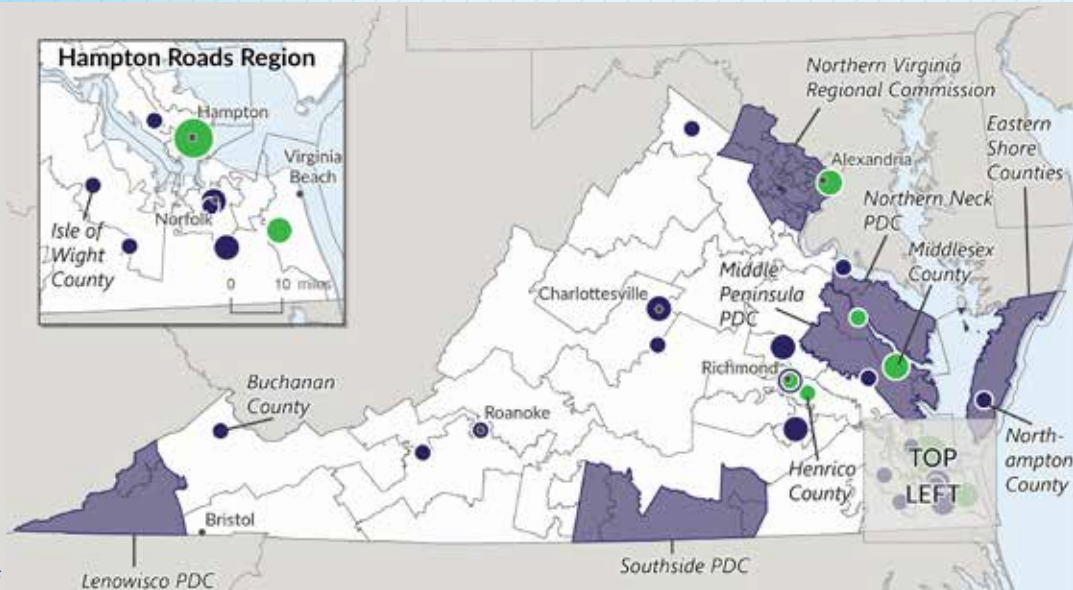 Hampton Roads Region
Hampton
Virginia
Beach
Norfolk
Isle of
Wight
County
0 10 miles
Northern Virginia
Regional Commission
Eastern
Shore
Counties
Alexandria
Northern Neck
PDC
Middlesex
County
Middle
Peninsula
PDC
Charlottesville
Richmond
Buchanan
County
Roanoke
Henrico
County
TOP
LEFT
North-
ampton
County
Bristol
Lenowisco PDC
Southside PDC